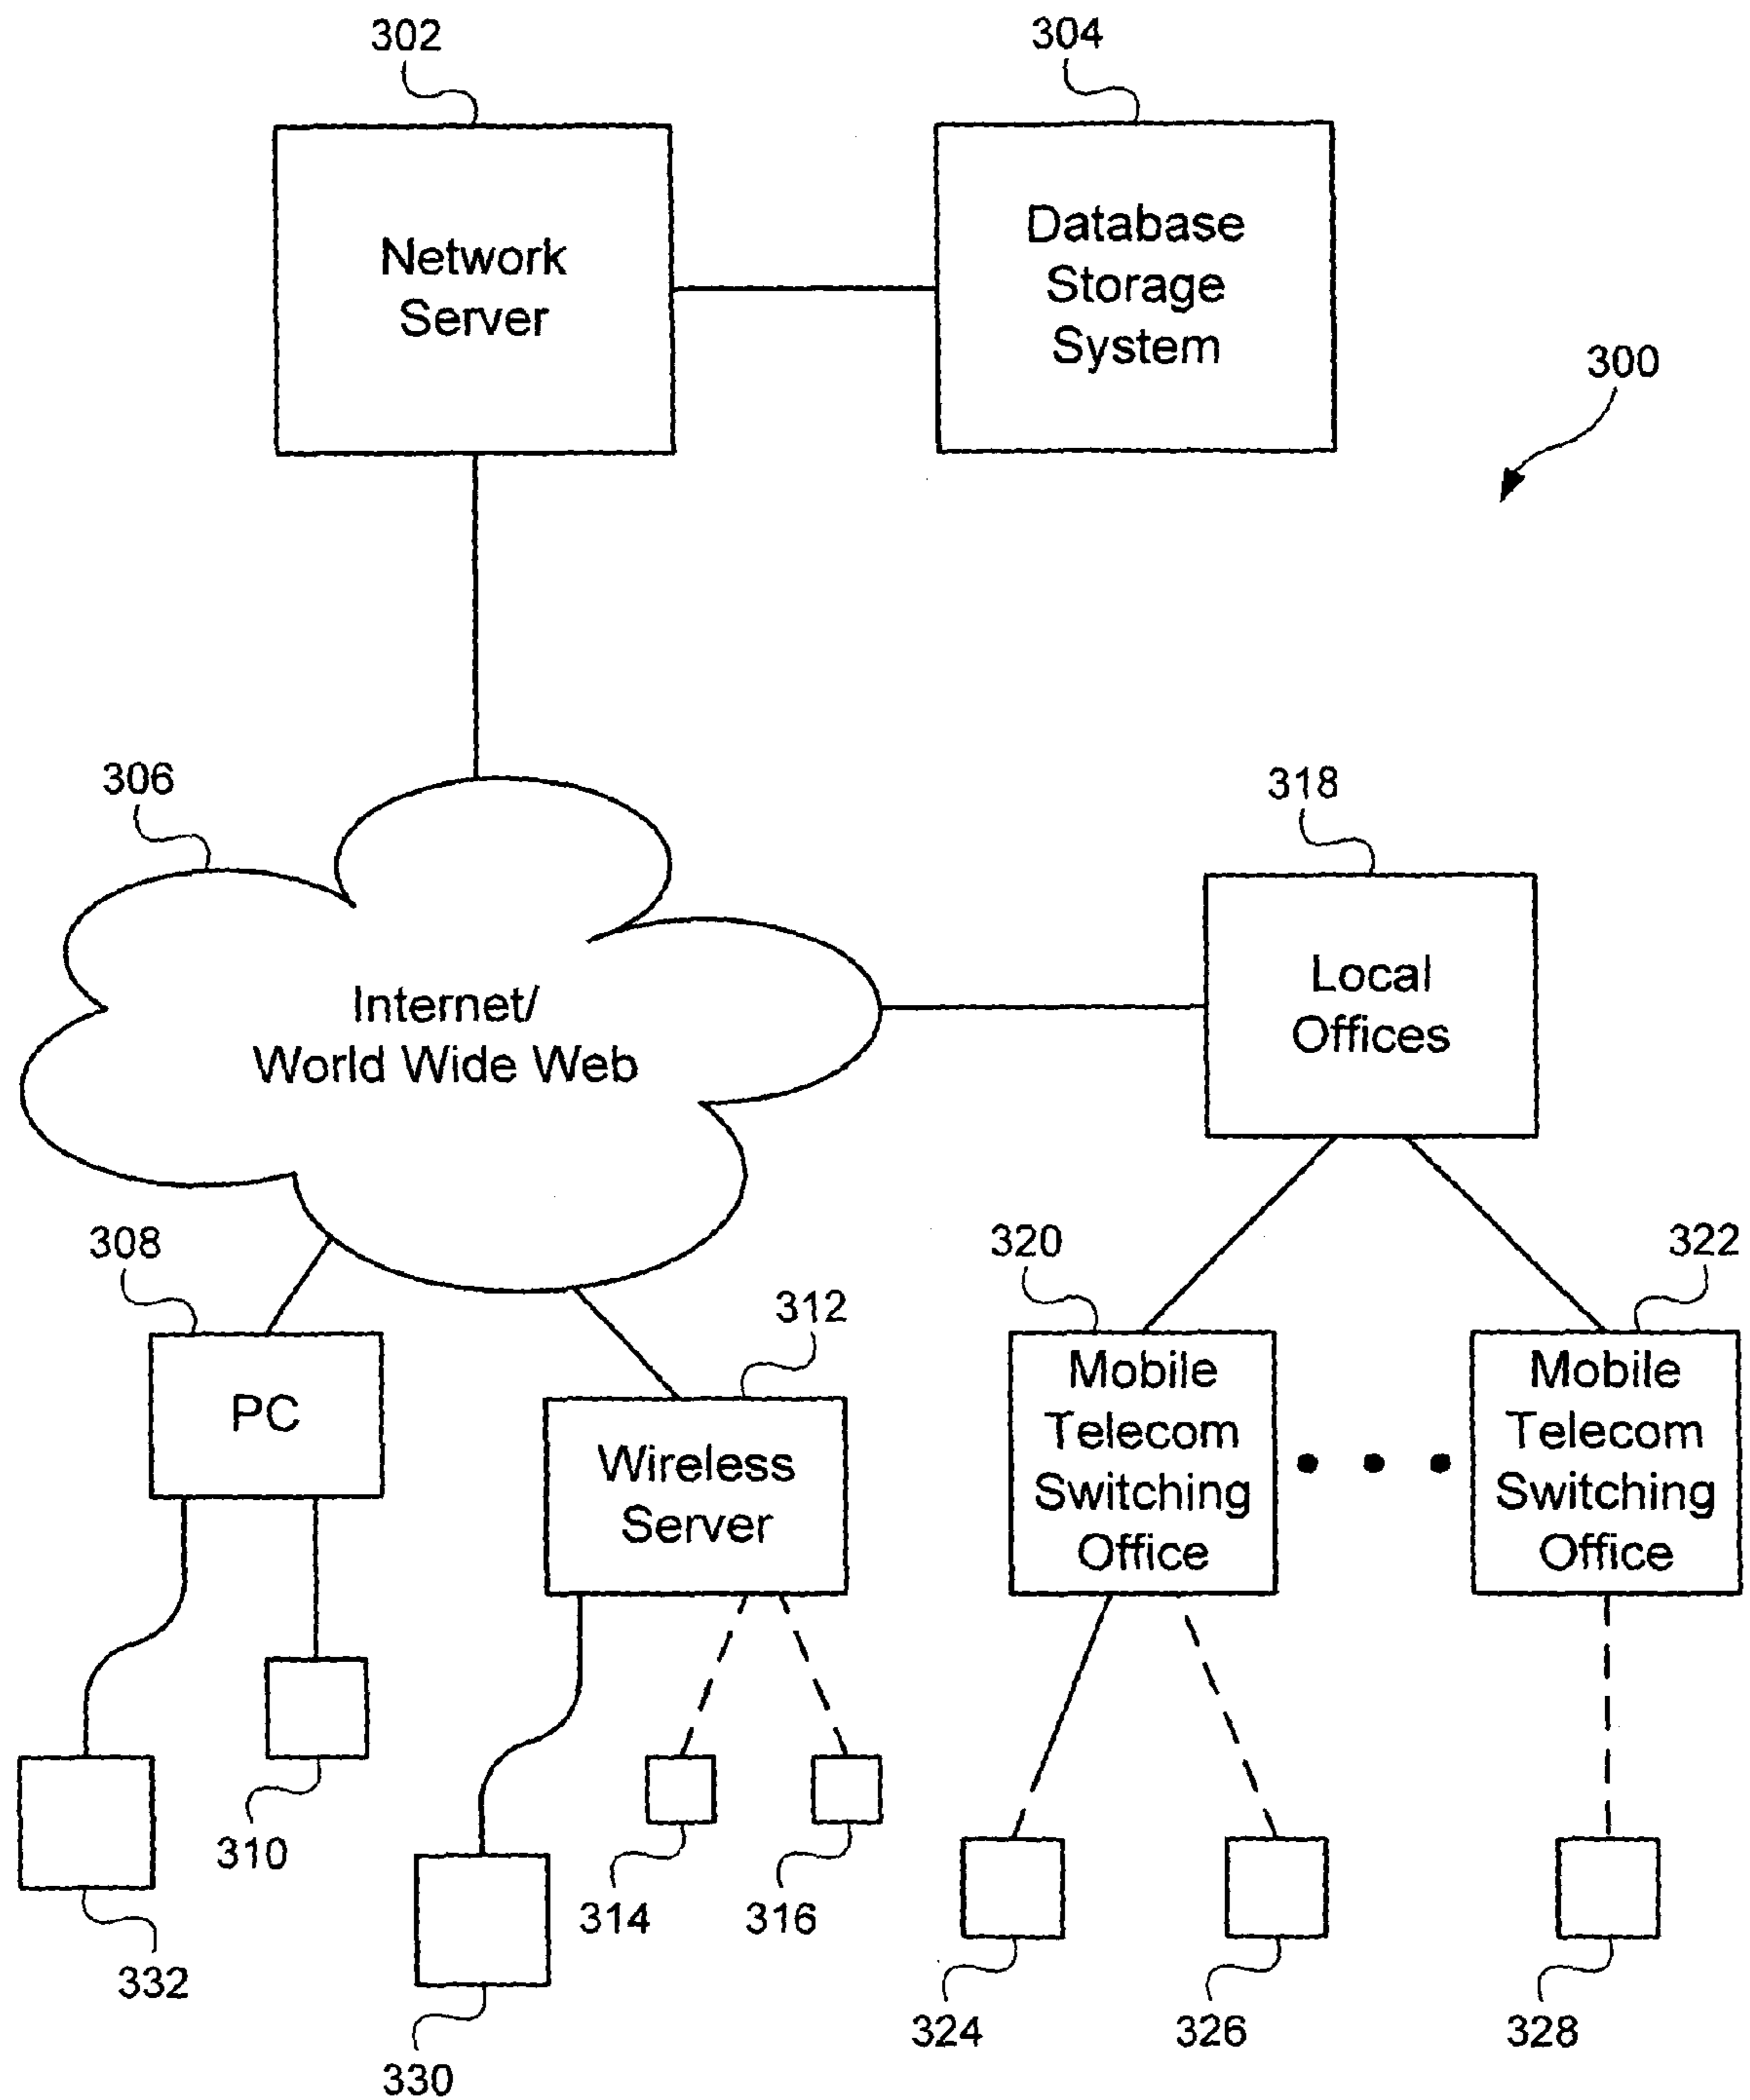 302
304
Network
Server
Database
Storage
System
300
306
318
Internet/
World Wide Web
Local
Offices
308
312
320
322
PC
Wireless
Server
Mobile
Telecom
Switching
Office
Mobile
Telecom
Switching
Office
310
332
314
316
330
324
326
328